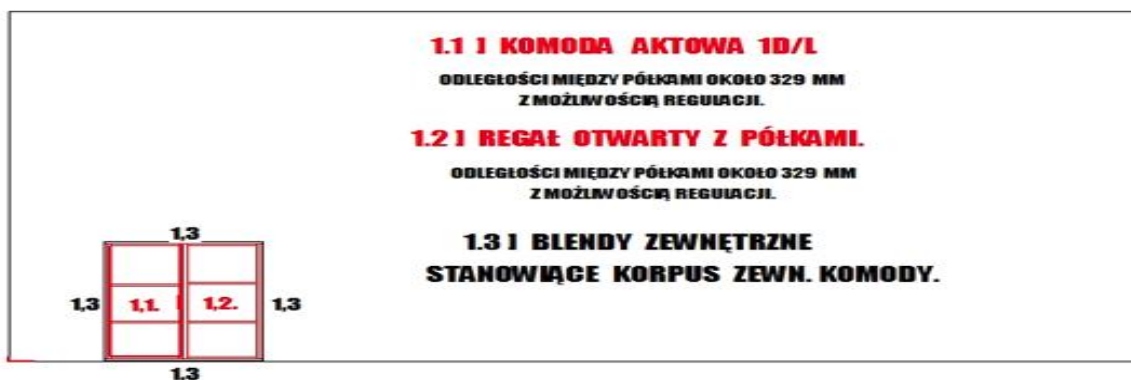 1.1 ] KOMODA AKTOWA 1D/L
ODLEGŁOŚCI MIĘDZY PÓŁKAMI OKOŁO 329 MM
Z MOŻLIWOŚCIĄ REGULACJI.
1.2 ] REGAŁ OTWARTY Z PÓŁKAMI.
ODLEGŁOŚCI MIĘDZY PÓŁKAMI OKOŁO 329 MM
Z MOŻLIWOŚCIĄ REGULACJI.
1.3 ] BLENDY ZEWNĘTRZNE
STANOWIĄCE KORPUS ZEWN. KOMODY.
1,3
1,3 1,1. 1,2. 1,3
1.3